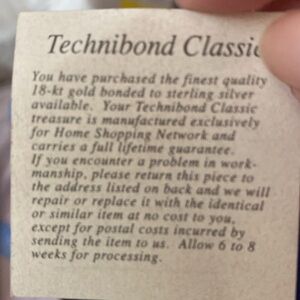 Technibond Classic
You have purchased the finest quality
18-kt gold bonded to sterling silver
available. Your Technibond Classic
treasure is manufactured exclusively
for Home Shopping Network and
carries a full lifetime guarantee.
If you encounter a problem in work-
manship, please return this piece to
the address listed on back and we will
repair or replace it with the identical
or similar item at no cost to you,
except for postal costs incurred by
sending the item to us. Allow 6 to 8
weeks for processing.